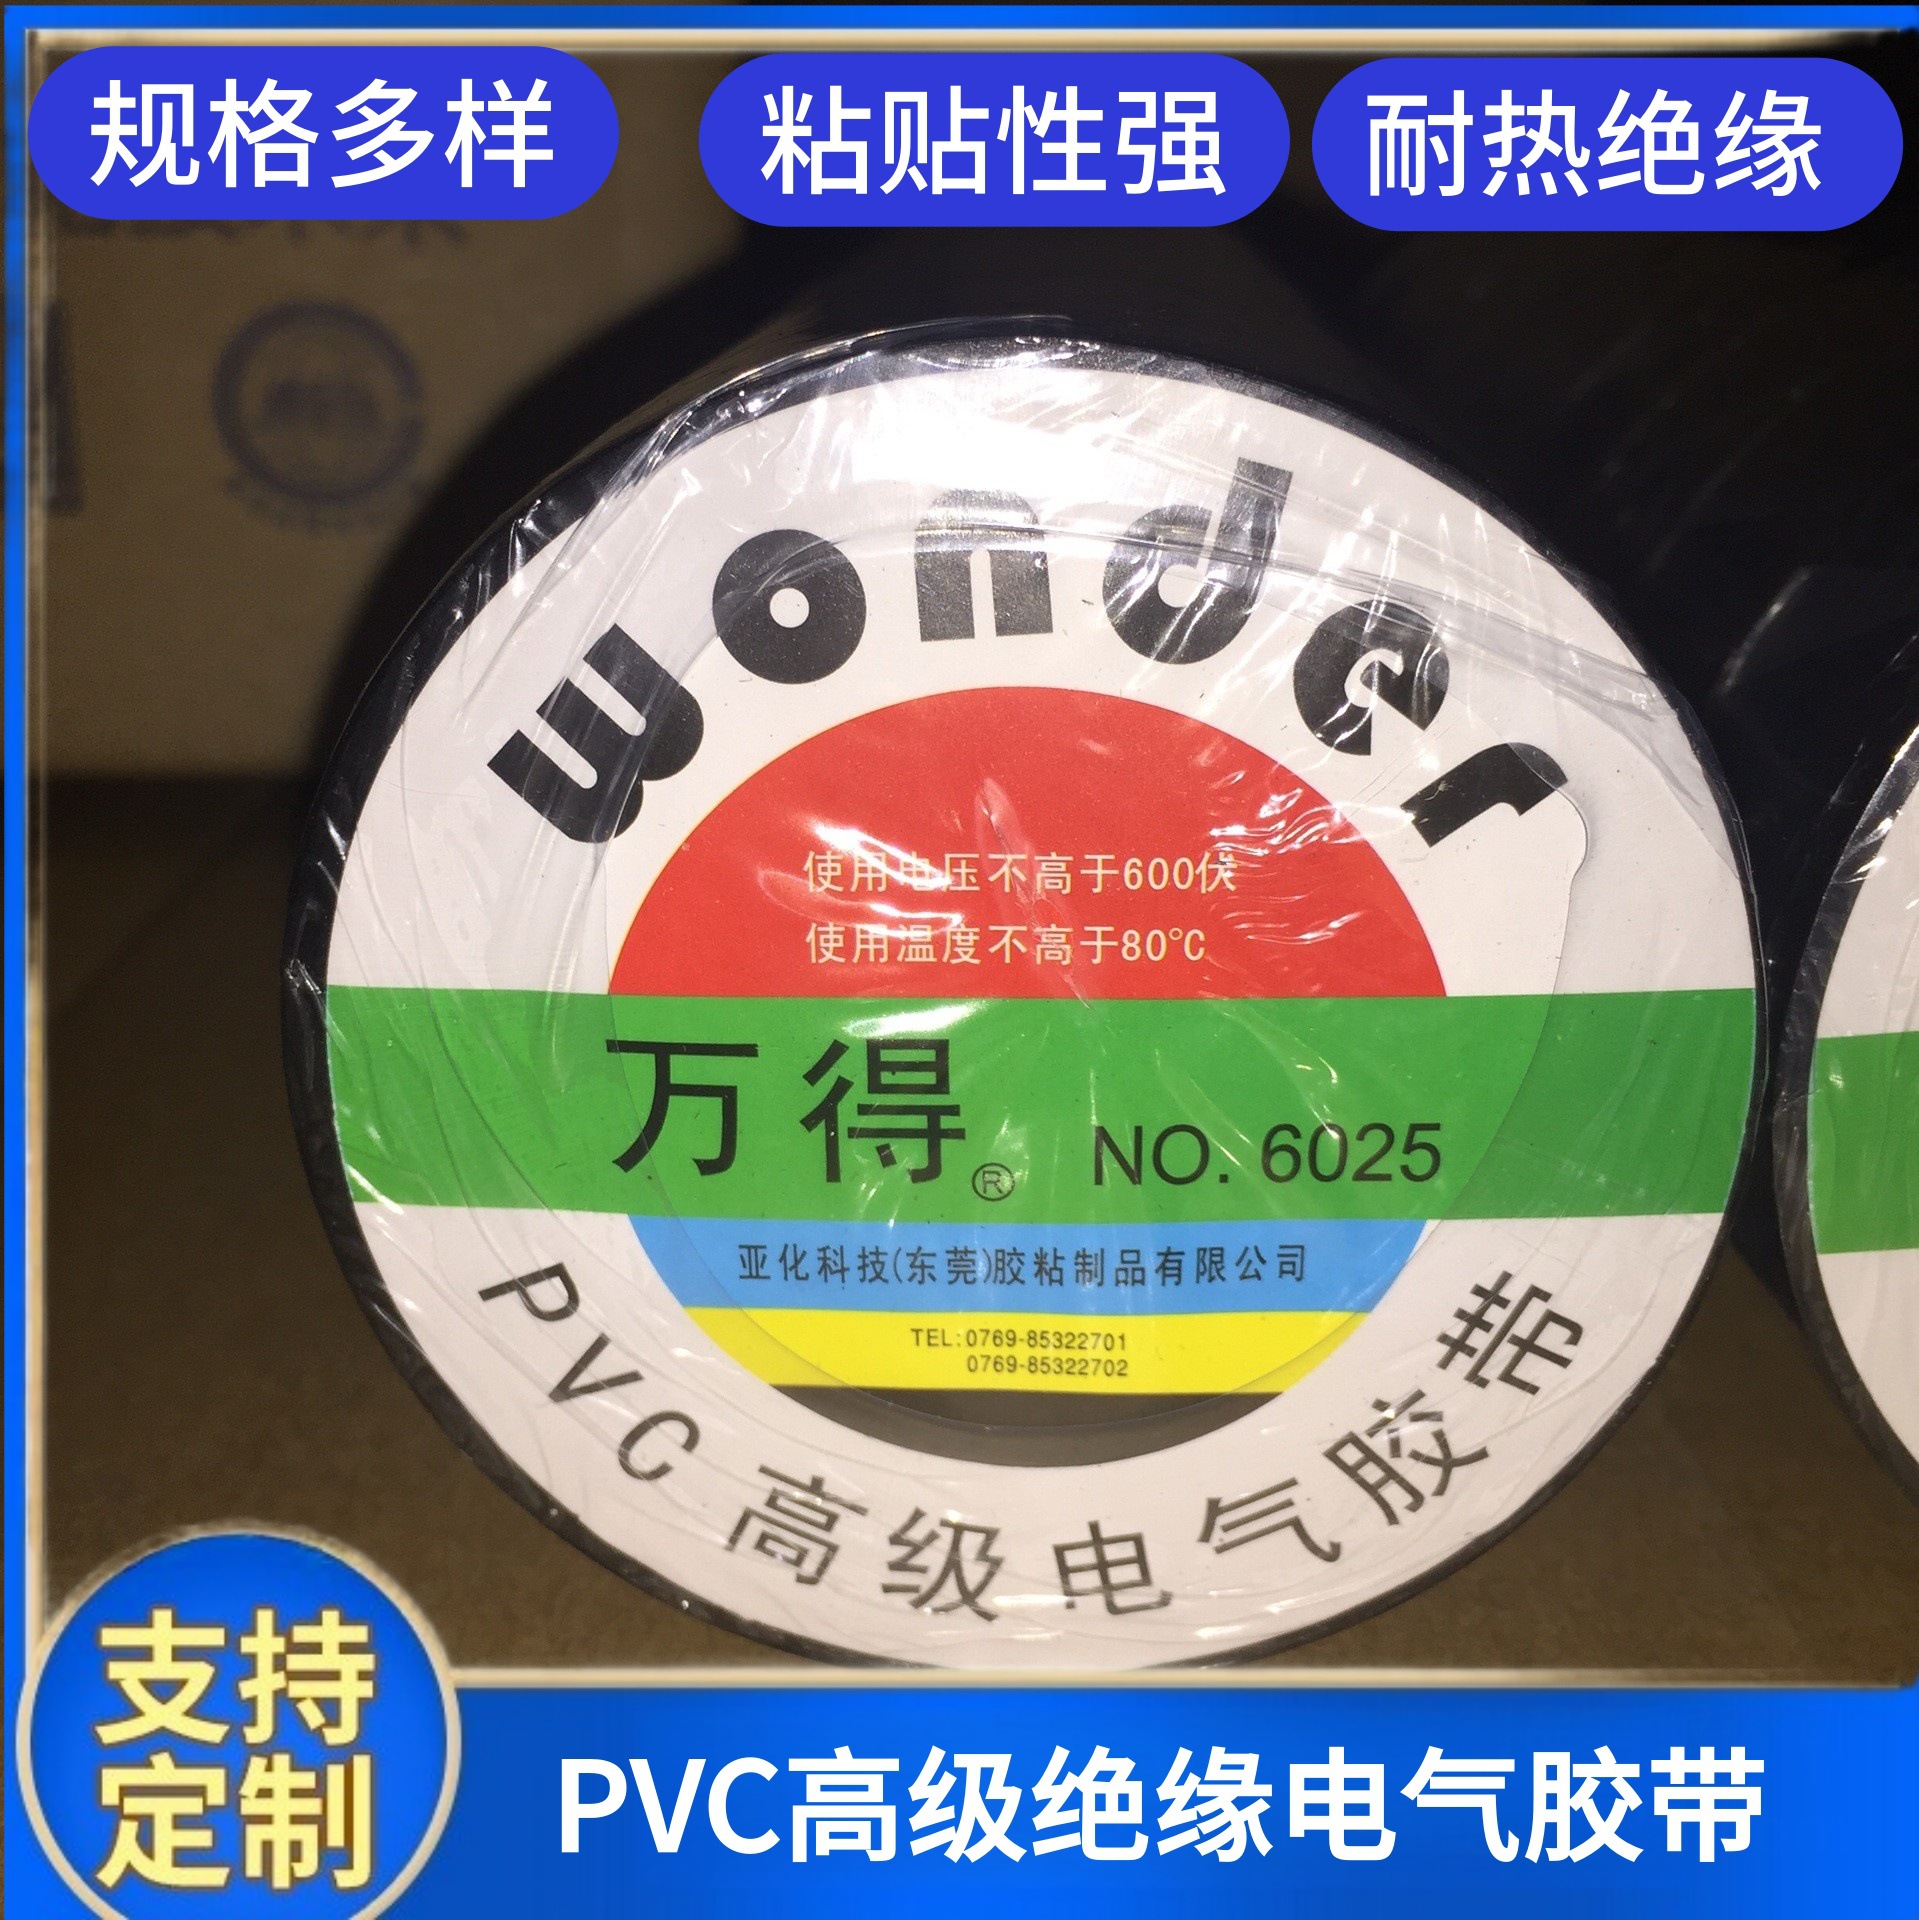 规格多样
粘贴性强
耐热绝缘
wonder
使用电压不高于600伏
使用温度不高于80℃
万得® NO. 6025
亚化科技(东莞)胶粘制品有限公司
TEL:0769-85322701
0769-85322702
PVC高级电气胶带
支持
定制
PVC高级绝缘电气胶带